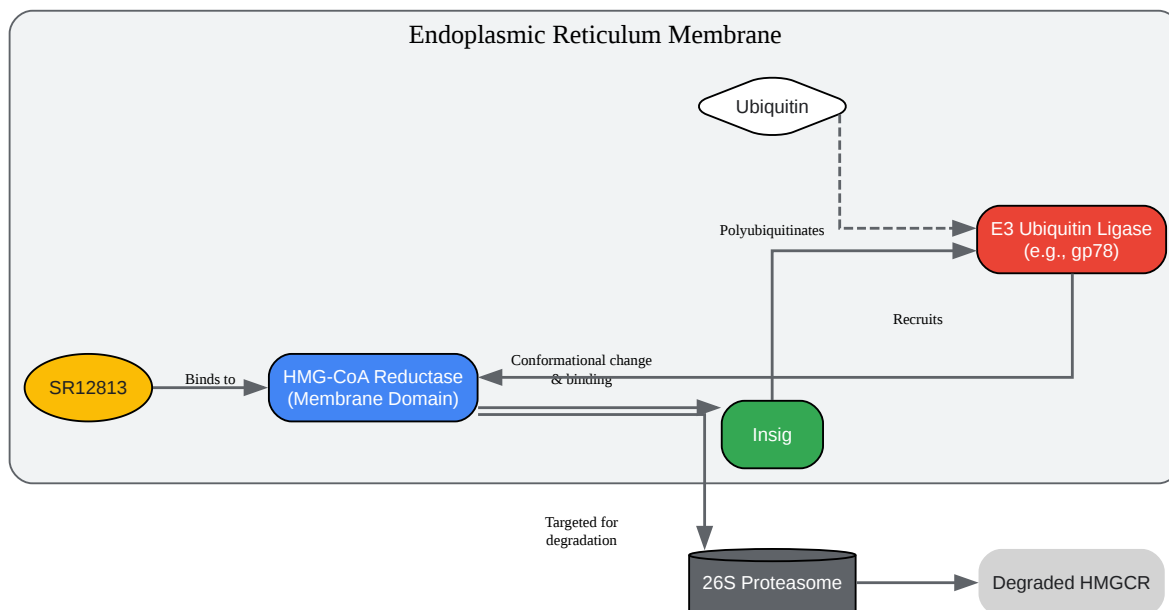 Endoplasmic Reticulum Membrane
Ubiquitin
Polyubiquitinates
E3 Ubiquitin Ligase
(e.g., gp78)
Recruits
SR12813
Binds to
HMG-CoA Reductase
(Membrane Domain)
Conformational change
& binding
Insig
Targeted for
degradation
26S Proteasome
Degraded HMGCR